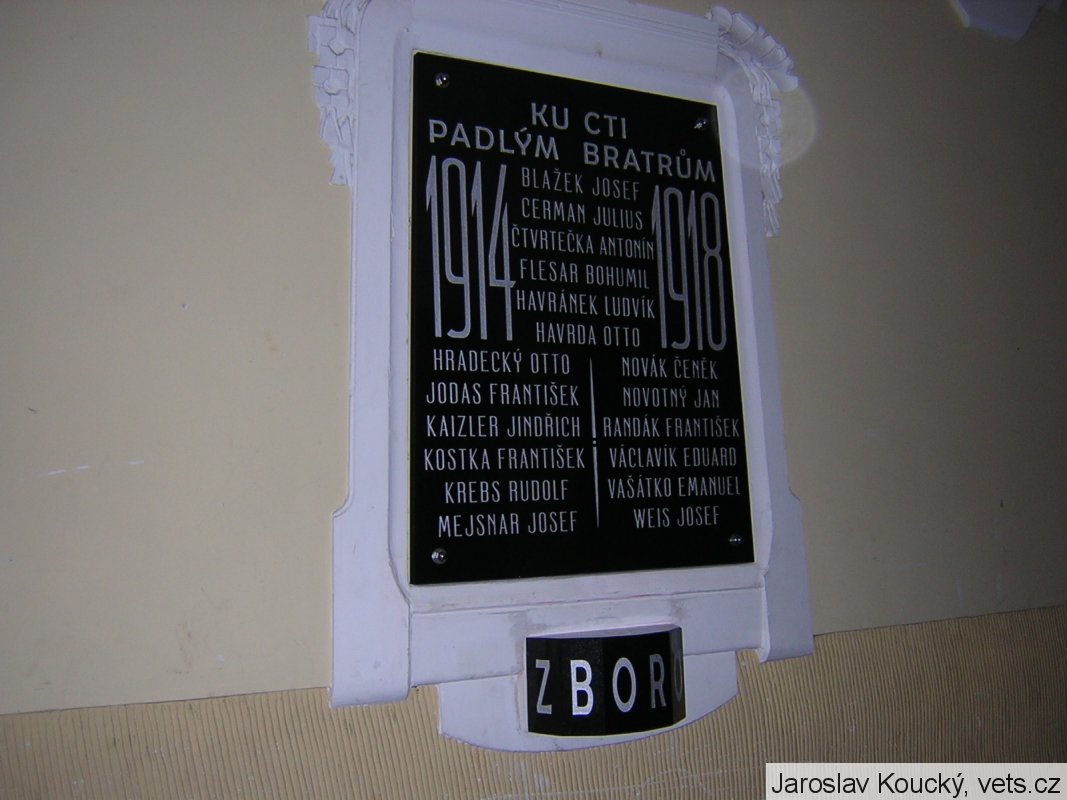 KU CTI
PADLÝM BRATRŮM
1914 1918
BLAŽEK JOSEF
CERMAN JULIUS
ČTVRTEČKA ANTONÍN
FLESAR BOHUMIL
HAVRÁNEK LUDVÍK
HAVRDA OTTO
HRADECKÝ OTTO
JODAS FRANTIŠEK
KAIZLER JINDŘICH
KOSTKA FRANTIŠEK
KREBS RUDOLF
MEJSNAR JOSEF
NOVÁK ČENĚK
NOVOTNÝ JAN
RANDÁK FRANTIŠEK
VÁCLAVÍK EDUARD
VAŠÁTKO EMANUEL
WEIS JOSEF
ZBORO
Jaroslav Koucký, vets.cz